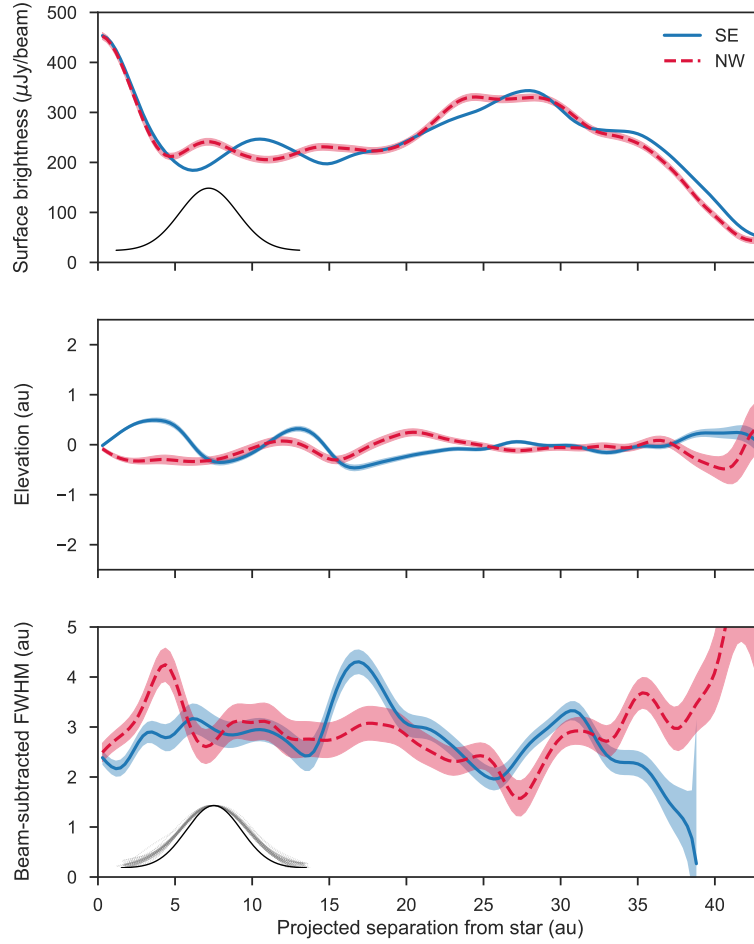 500
400
300
200
100
0
Surface brightness (μJy/beam)
SE
NW
2
1
0
−1
−2
Elevation (au)
5
4
3
2
1
0
Beam-subtracted FWHM (au)
0 5 10 15 20 25 30 35 40
Projected separation from star (au)